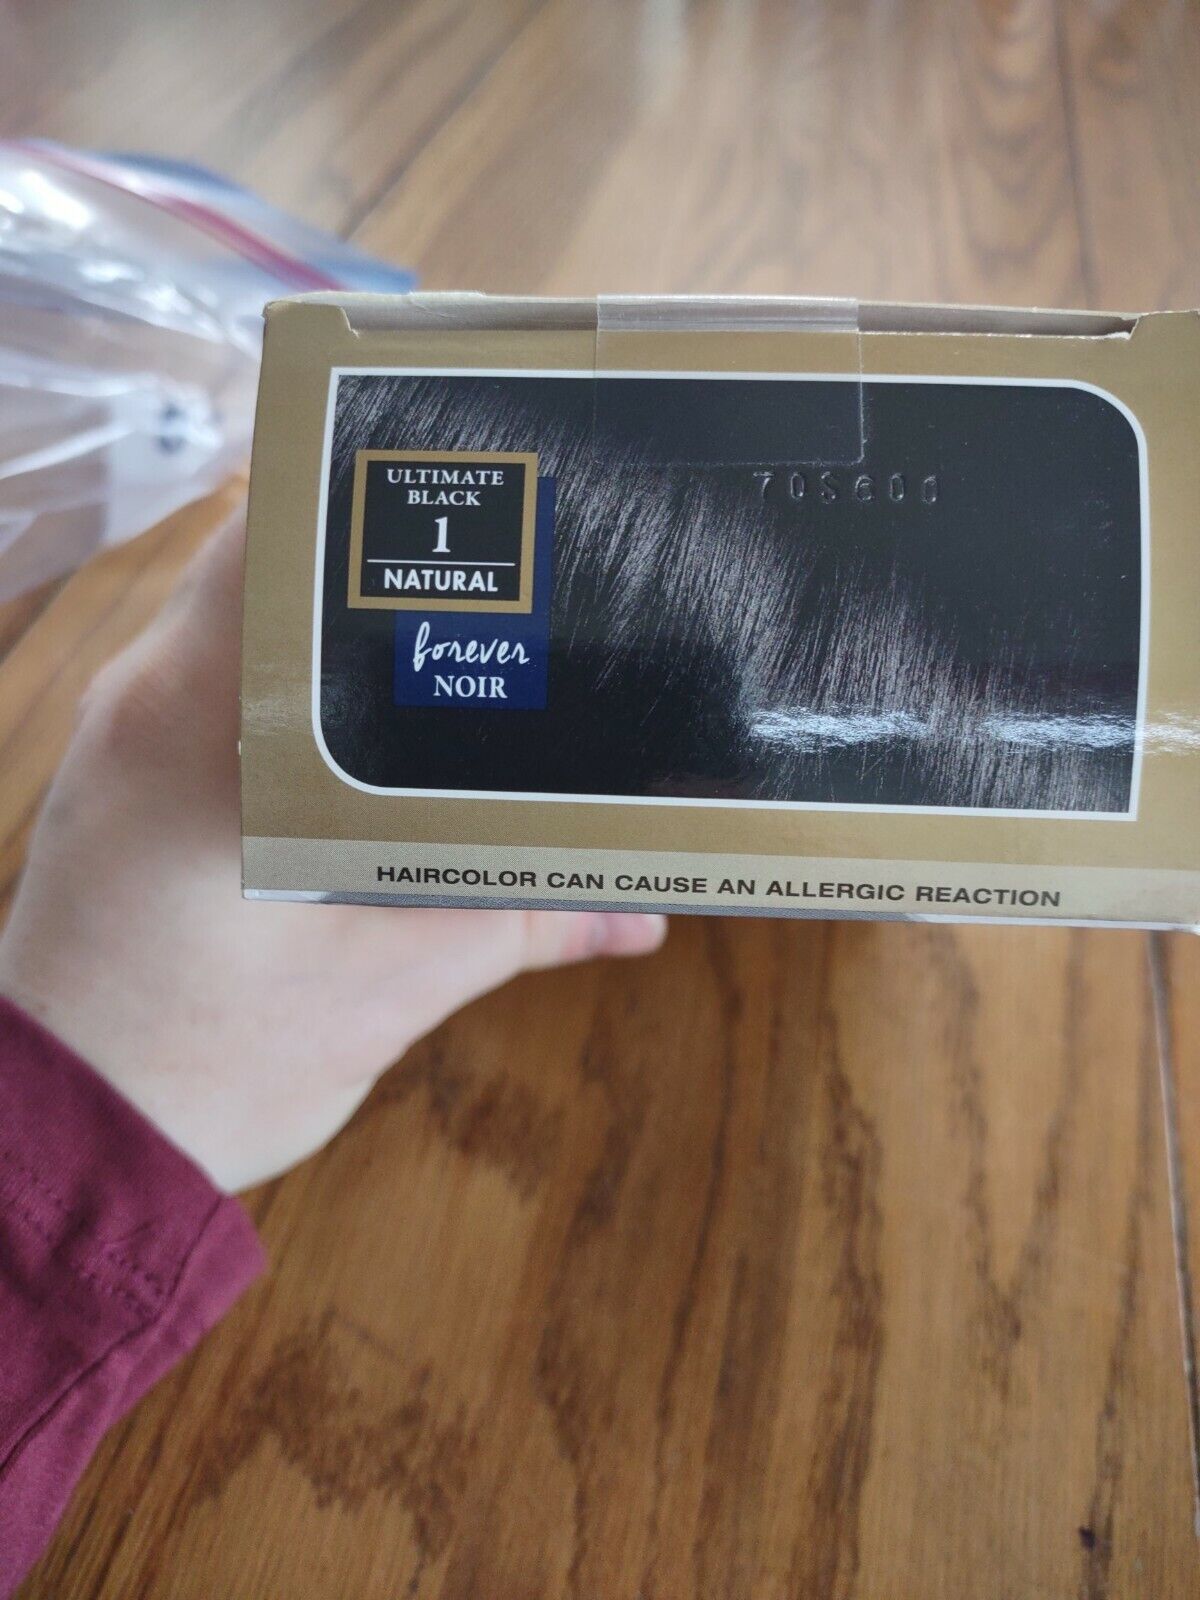 ULTIMATE
BLACK
1
NATURAL
forever
NOIR
70S600
HAIRCOLOR CAN CAUSE AN ALLERGIC REACTION